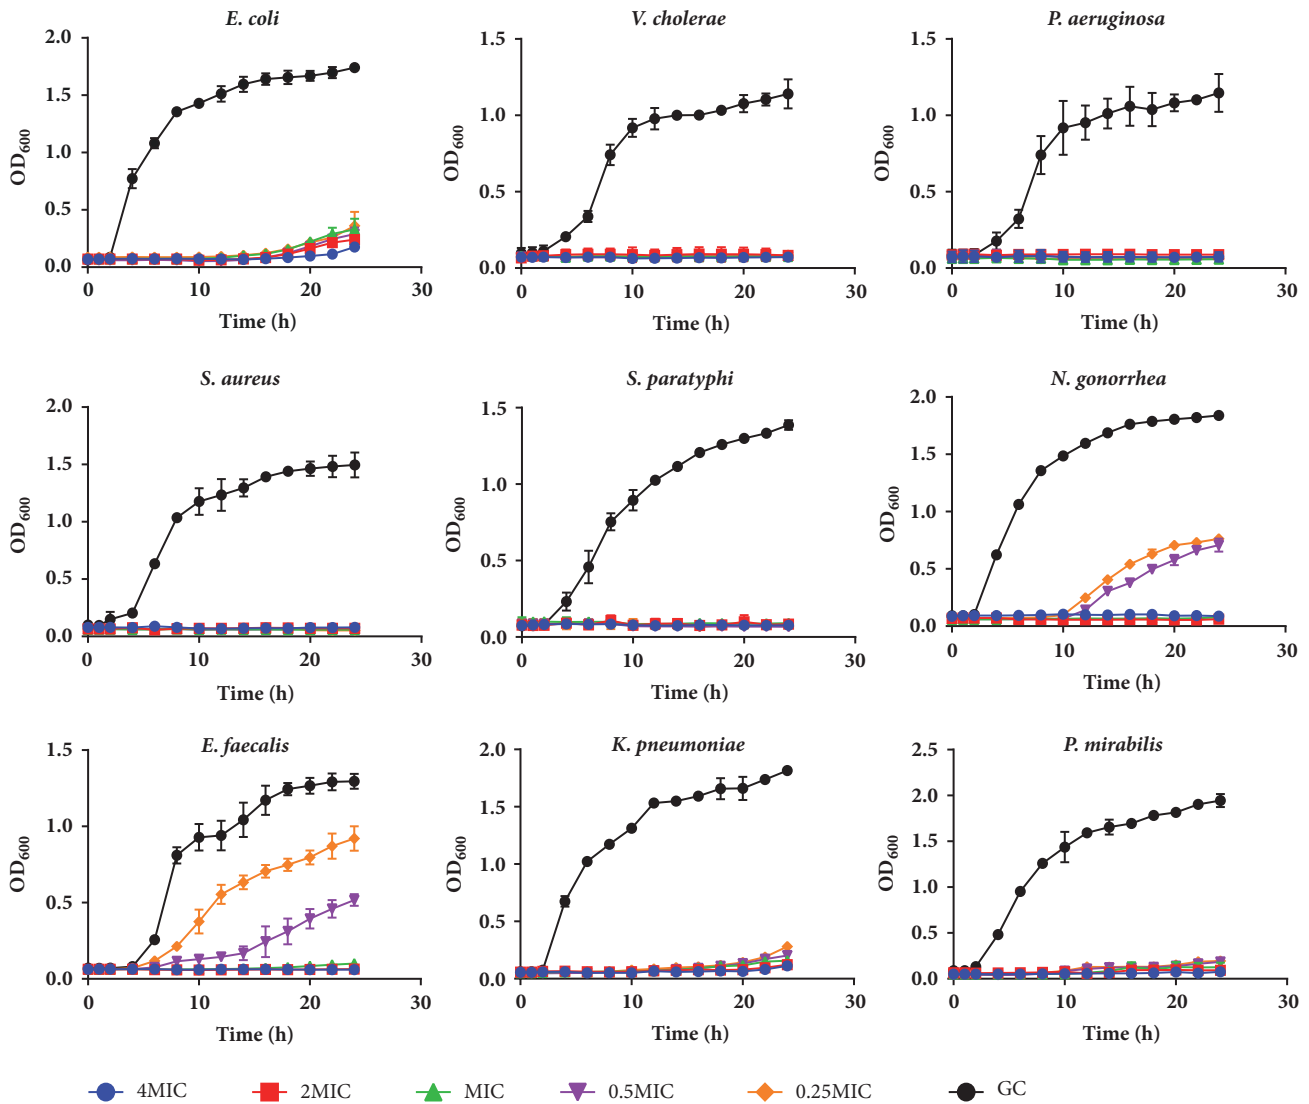 E. coli
V. cholerae
P. aeruginosa
2.0
1.5
1.0
0.5
0.0
OD600
0
10
20
30
Time (h)
1.5
1.0
0.5
0.0
OD600
0
10
20
30
Time (h)
1.5
1.0
0.5
0.0
OD600
0
10
20
30
Time (h)
S. aureus
S. paratyphi
N. gonorrhea
2.0
1.5
1.0
0.5
0.0
OD600
0
10
20
30
Time (h)
1.5
1.0
0.5
0.0
OD600
0
10
20
30
Time (h)
2.0
1.5
1.0
0.5
0.0
OD600
0
10
20
30
Time (h)
E. faecalis
K. pneumoniae
P. mirabilis
1.5
1.0
0.5
0.0
OD600
0
10
20
30
Time (h)
2.0
1.5
1.0
0.5
0.0
OD600
0
10
20
30
Time (h)
2.5
2.0
1.5
1.0
0.5
0.0
OD600
0
10
20
30
Time (h)
4MIC
2MIC
MIC
0.5MIC
0.25MIC
GC